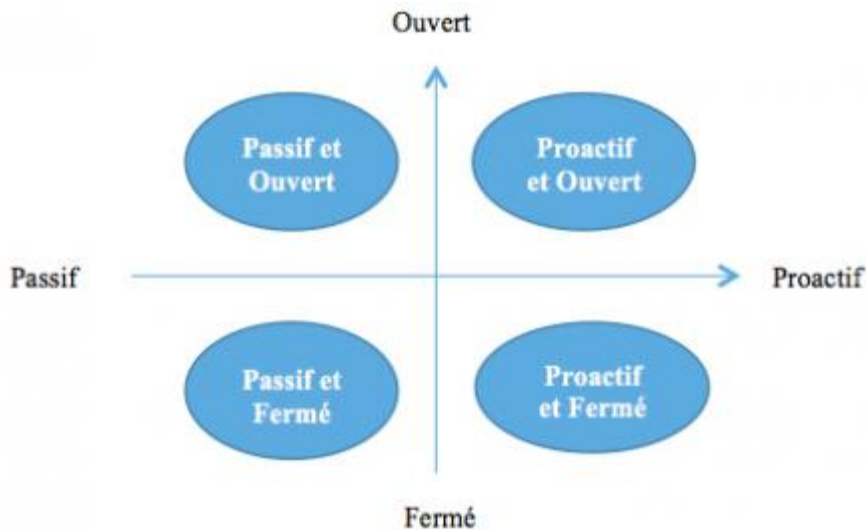 Ouvert
Passif et
Ouvert
Proactif
et Ouvert
Passif
Proactif
Passif et
Fermé
Proactif
et Fermé
Fermé